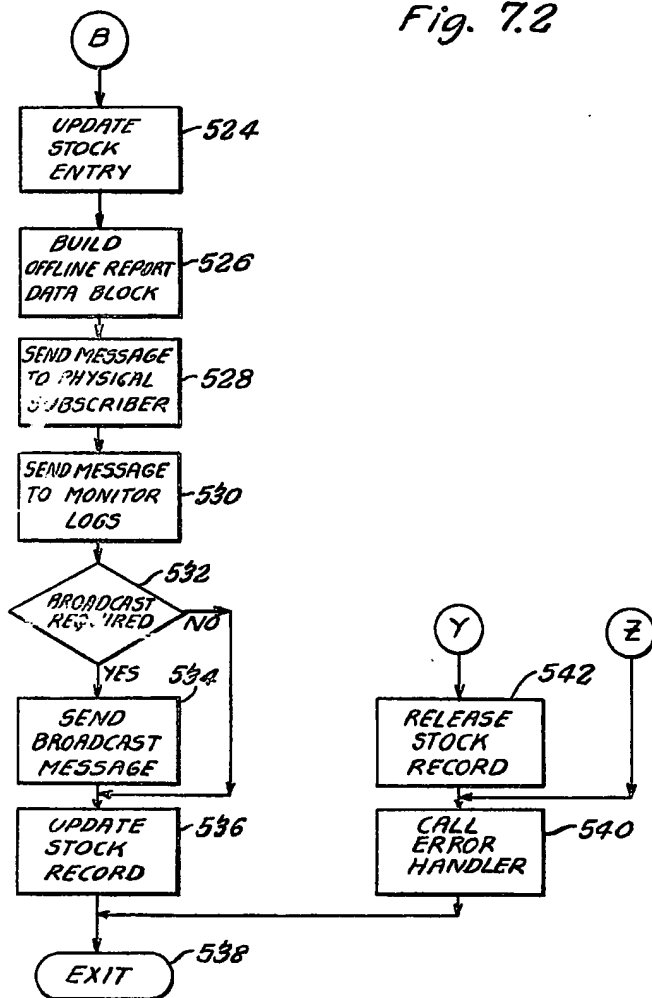 Fig. 7.2
B
UPDATE
STOCK
ENTRY
524
BUILD
OFFLINE REPORT
DATA BLOCK
526
SEND MESSAGE
TO PHYSICAL
SUBSCRIBER
528
SEND MESSAGE
TO MONITOR
LOGS
530
532
BROADCAST
REQUIRED
NO
YES
534
SEND
BROADCAST
MESSAGE
UPDATE
STOCK
RECORD
536
EXIT
538
Y
Z
542
RELEASE
STOCK
RECORD
CALL
ERROR
HANDLER
540